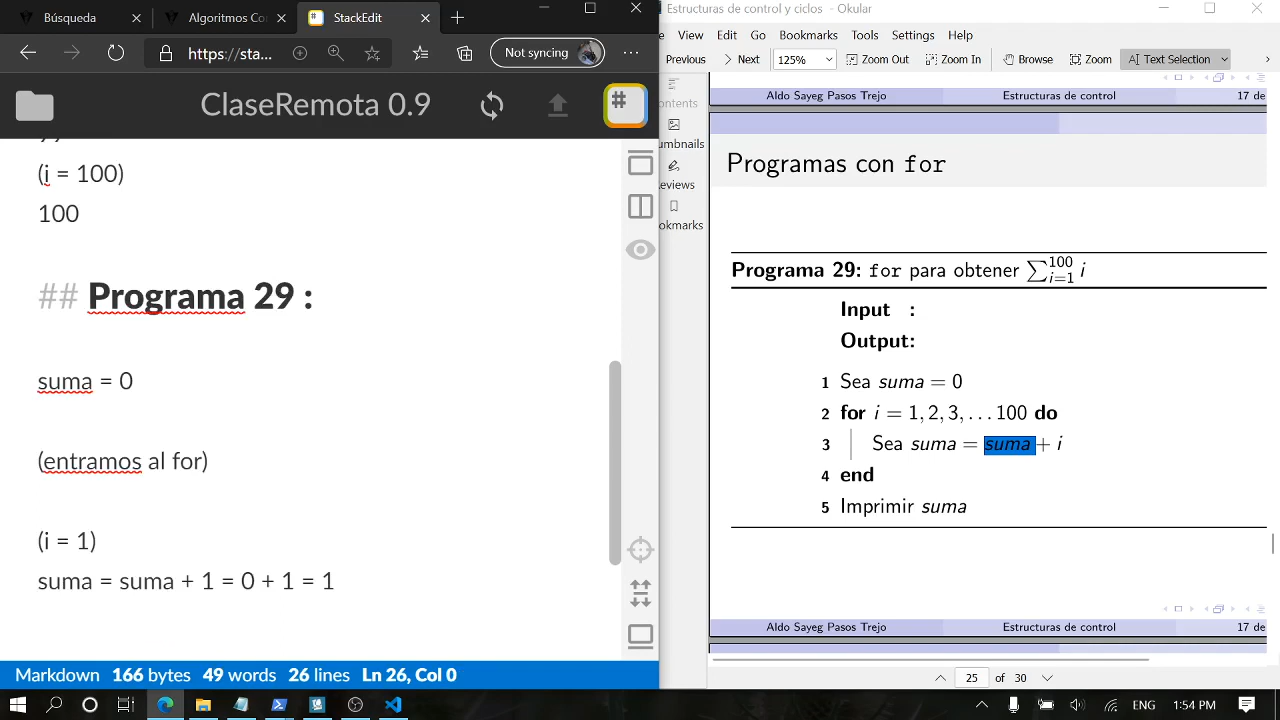 Búsqueda
Algoritmos Co
StackEdit
https://sta...
Not syncing
ClaseRemota 0.9
(i = 100)
100
## Programa 29 :
suma = 0
(entramos al for)
(i = 1)
suma = suma + 1 = 0 + 1 = 1
Markdown 166 bytes 49 words 26 lines Ln 26, Col 0
Estructuras de control y ciclos - Okular
View Edit Go Bookmarks Tools Settings Help
Previous Next 125% Zoom Out Zoom In Browse Zoom Text Selection
ontents
umbnails
eviews
okmarks
Aldo Sayeg Pasos Trejo Estructuras de control 17 de
Programas con for
Programa 29: for para obtener ∑_{i=1}^{100} i
Input :
Output:
1 Sea suma = 0
2 for i = 1, 2, 3, . . . 100 do
3 Sea suma = suma + i
4 end
5 Imprimir suma
Aldo Sayeg Pasos Trejo Estructuras de control 17 de
25 of 30
ENG 1:54 PM